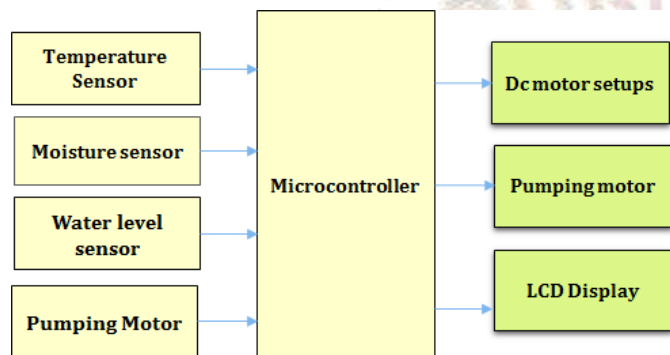 Temperature
Sensor
Moisture sensor
Water level
sensor
Pumping Motor
Microcontroller
Dc motor setups
Pumping motor
LCD Display